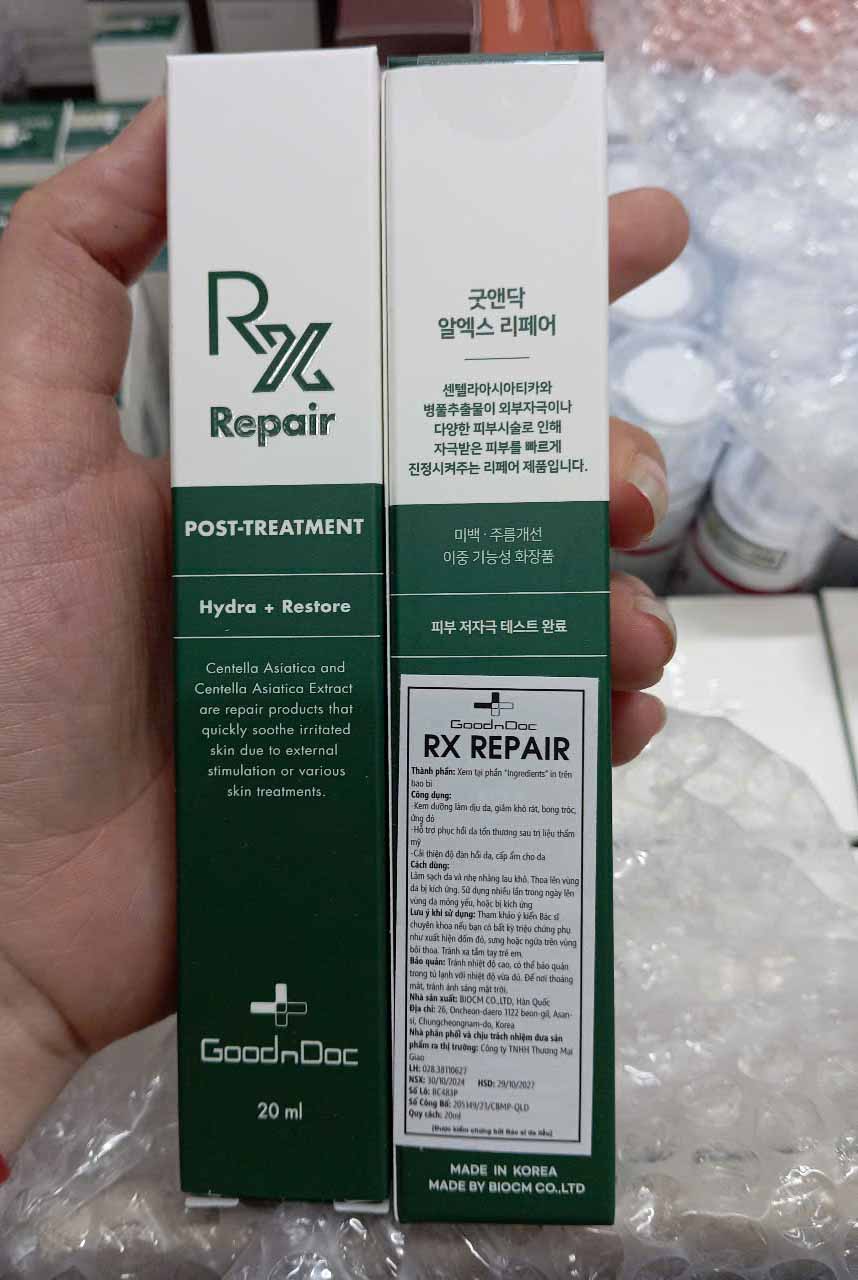 Rx
Repair
POST-TREATMENT
Hydra + Restore
Centella Asiatica and
Centella Asiatica Extract
are repair products that
quickly soothe irritated
skin due to external
stimulation or various
skin treatments.
GoodnDoc
20 ml
굿앤닥
알엑스 리페어
센텔라아시아티카와
병풀추출물이 외부자극이나
다양한 피부시술로 인해
자극받은 피부를 빠르게
진정시켜주는 리페어 제품입니다.
미백 · 주름개선
이중 기능성 화장품
피부 저자극 테스트 완료
GoodnDoc
RX REPAIR
Thành phần: Xem tại phần "Ingredients" in trên
bao bì
Công dụng:
-Kem dưỡng làm dịu da, giảm khô rát, bong tróc,
ửng đỏ
-Hỗ trợ phục hồi da tổn thương sau trị liệu thẩm
mỹ
-Cải thiện độ đàn hồi da, cấp ẩm cho da
Cách dùng:
Làm sạch da và nhẹ nhàng lau khô. Thoa lên vùng
da bị kích ứng. Sử dụng nhiều lần trong ngày lên
vùng da mỏng yếu, hoặc bị kích ứng
Lưu ý khi sử dụng: Tham khảo ý kiến Bác sĩ
chuyên khoa nếu bạn có bất kỳ triệu chứng phụ
như xuất hiện đốm đỏ, sưng hoặc ngứa trên vùng
bôi thoa. Tránh xa tầm tay trẻ em.
Bảo quản: Tránh nhiệt độ cao, có thể bảo quản
trong tủ lạnh với nhiệt độ vừa đủ. Để nơi thoáng
mát, tránh ánh sáng mặt trời.
Nhà sản xuất: BIOCM CO.,LTD, Hàn Quốc
Địa chỉ: 26, Oncheon-daero 1122 beon-gil, Asan-
si, Chungcheongnam-do, Korea
Nhà phân phối và chịu trách nhiệm đưa sản
phẩm ra thị trường: Công ty TNHH Thương Mại
Giao
LH: 028.38110627
NSX: 30/10/2024 HSD: 29/10/2027
Số Lô: BC483P
Số Công Bố: 205149/23/CBMP-QLD
Quy cách: 20ml
(Được kiểm chứng bởi Bác sĩ da liễu)
MADE IN KOREA
MADE BY BIOCM CO.,LTD